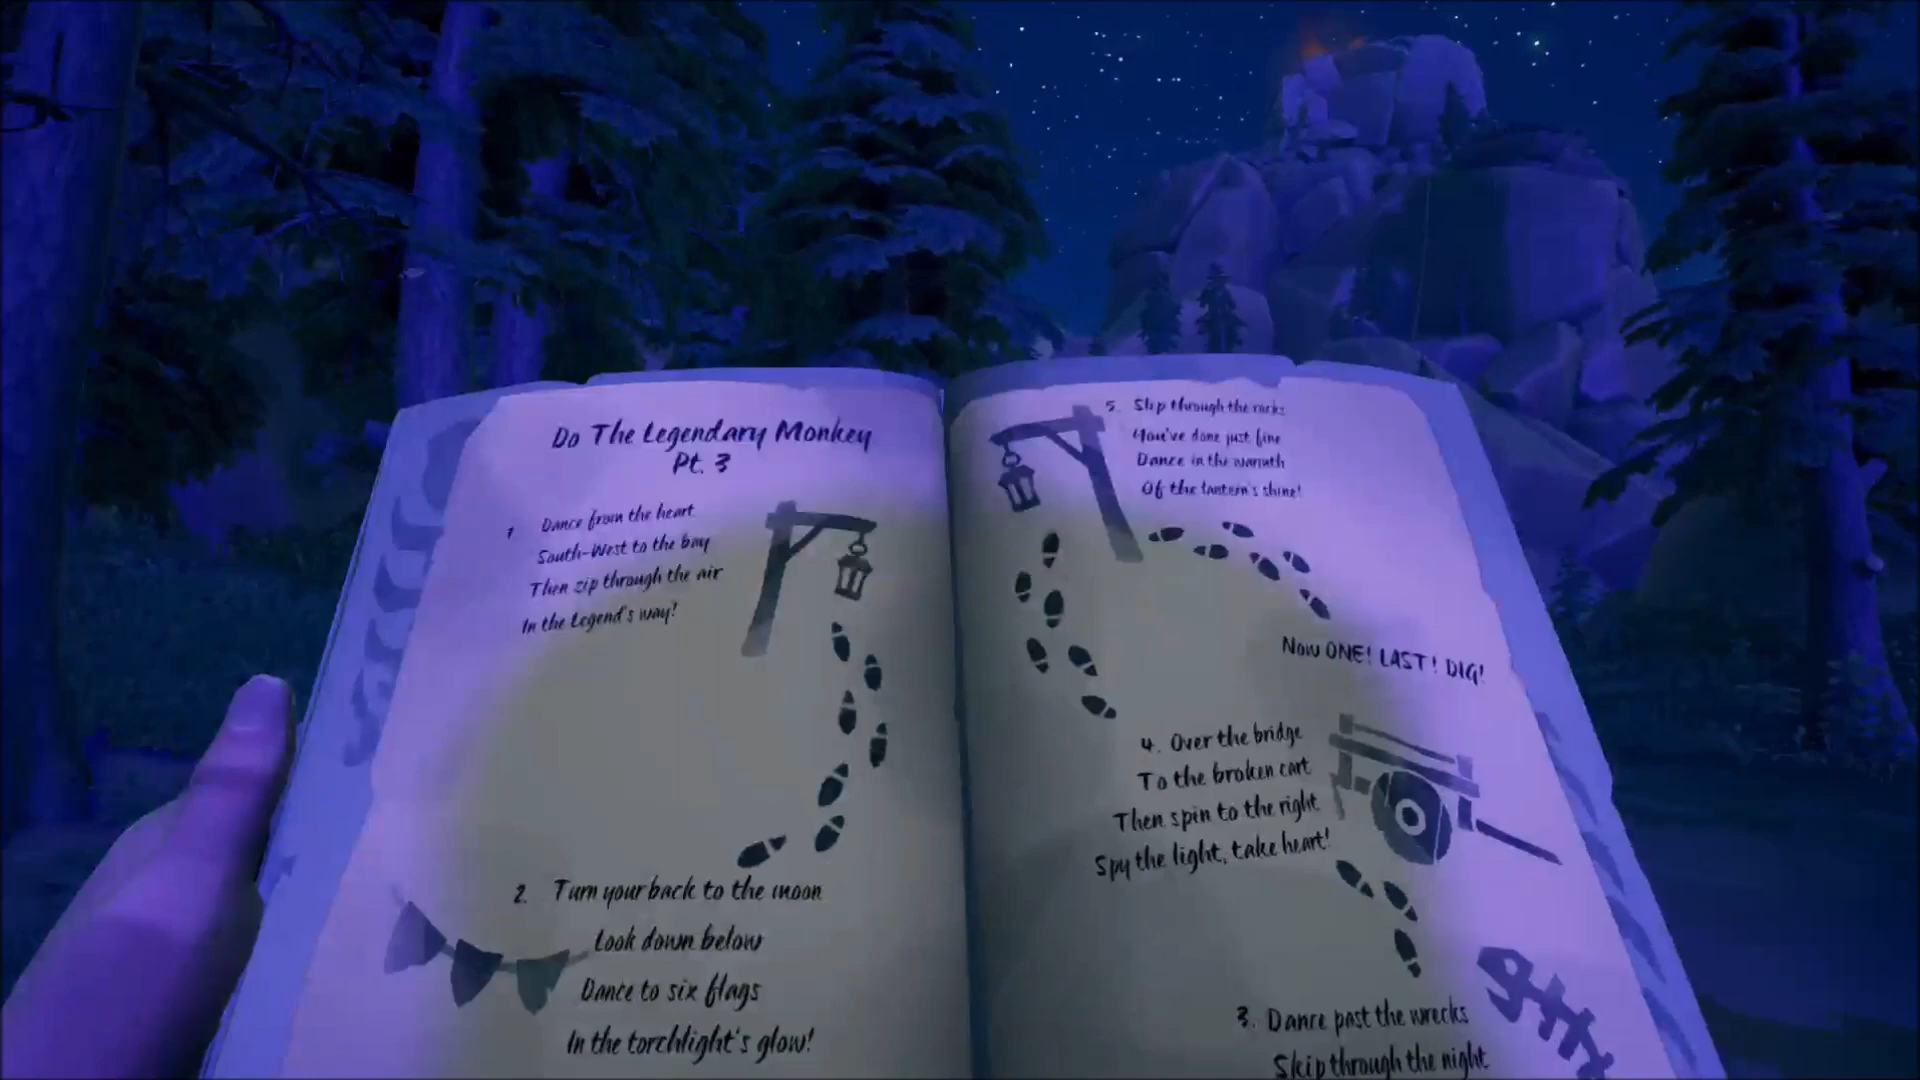 Do The Legendary Monkey
Pt. 3
1. Dance from the heart
South-West to the bay
Then zip through the air
In the Legend's way!
2. Turn your back to the moon
Look down below
Dance to six flags
In the torchlight's glow!
3. Dance past the wrecks
Skip through the night
4. Over the bridge
To the broken cart
Then spin to the right
Spy the light, take heart!
5. Slip through the rocks
You've done just fine
Dance in the warmth
Of the lantern's shine!
Now ONE! LAST! DIG!